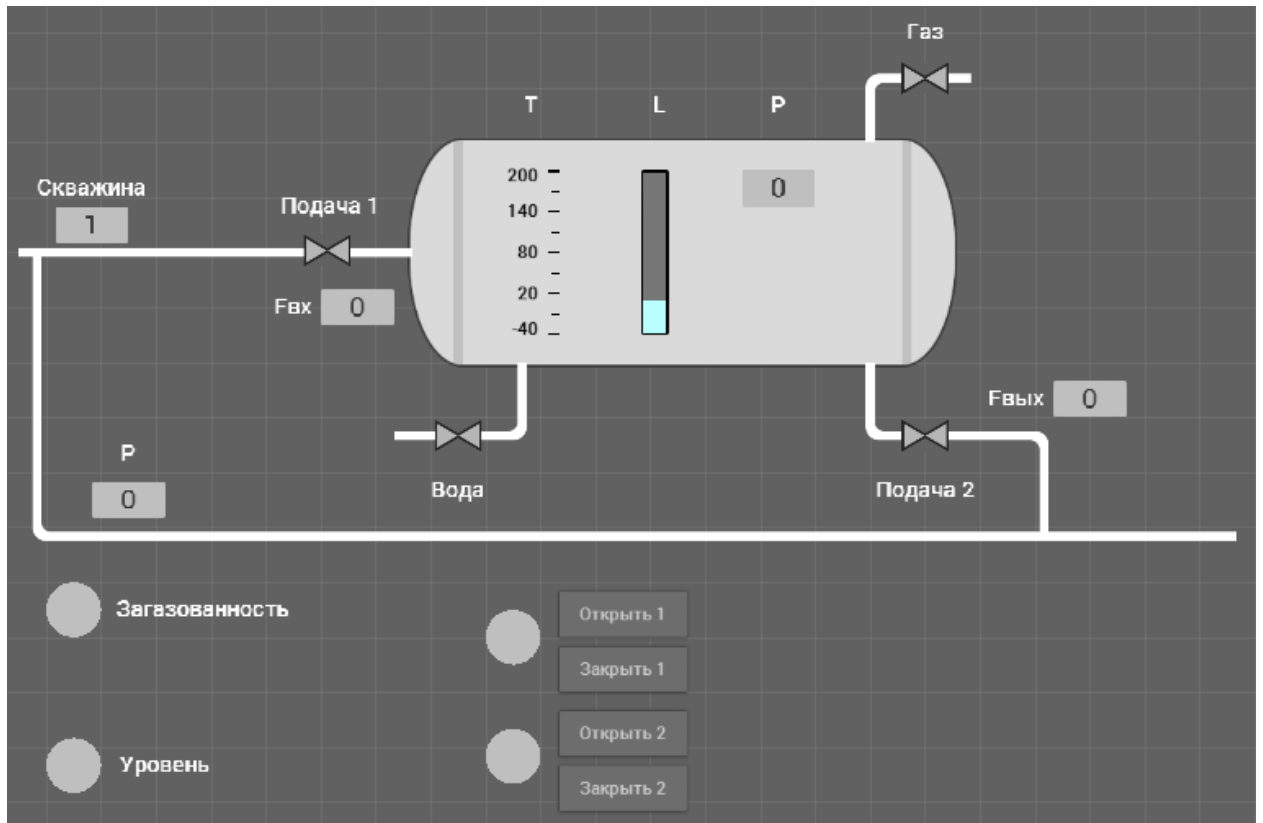 Газ
T L P
200
140
80
20
-40
0
Скважина
1
Подача 1
Fвх 0
Fвых 0
P
0
Вода
Подача 2
Загазованность
Открыть 1
Закрыть 1
Уровень
Открыть 2
Закрыть 2